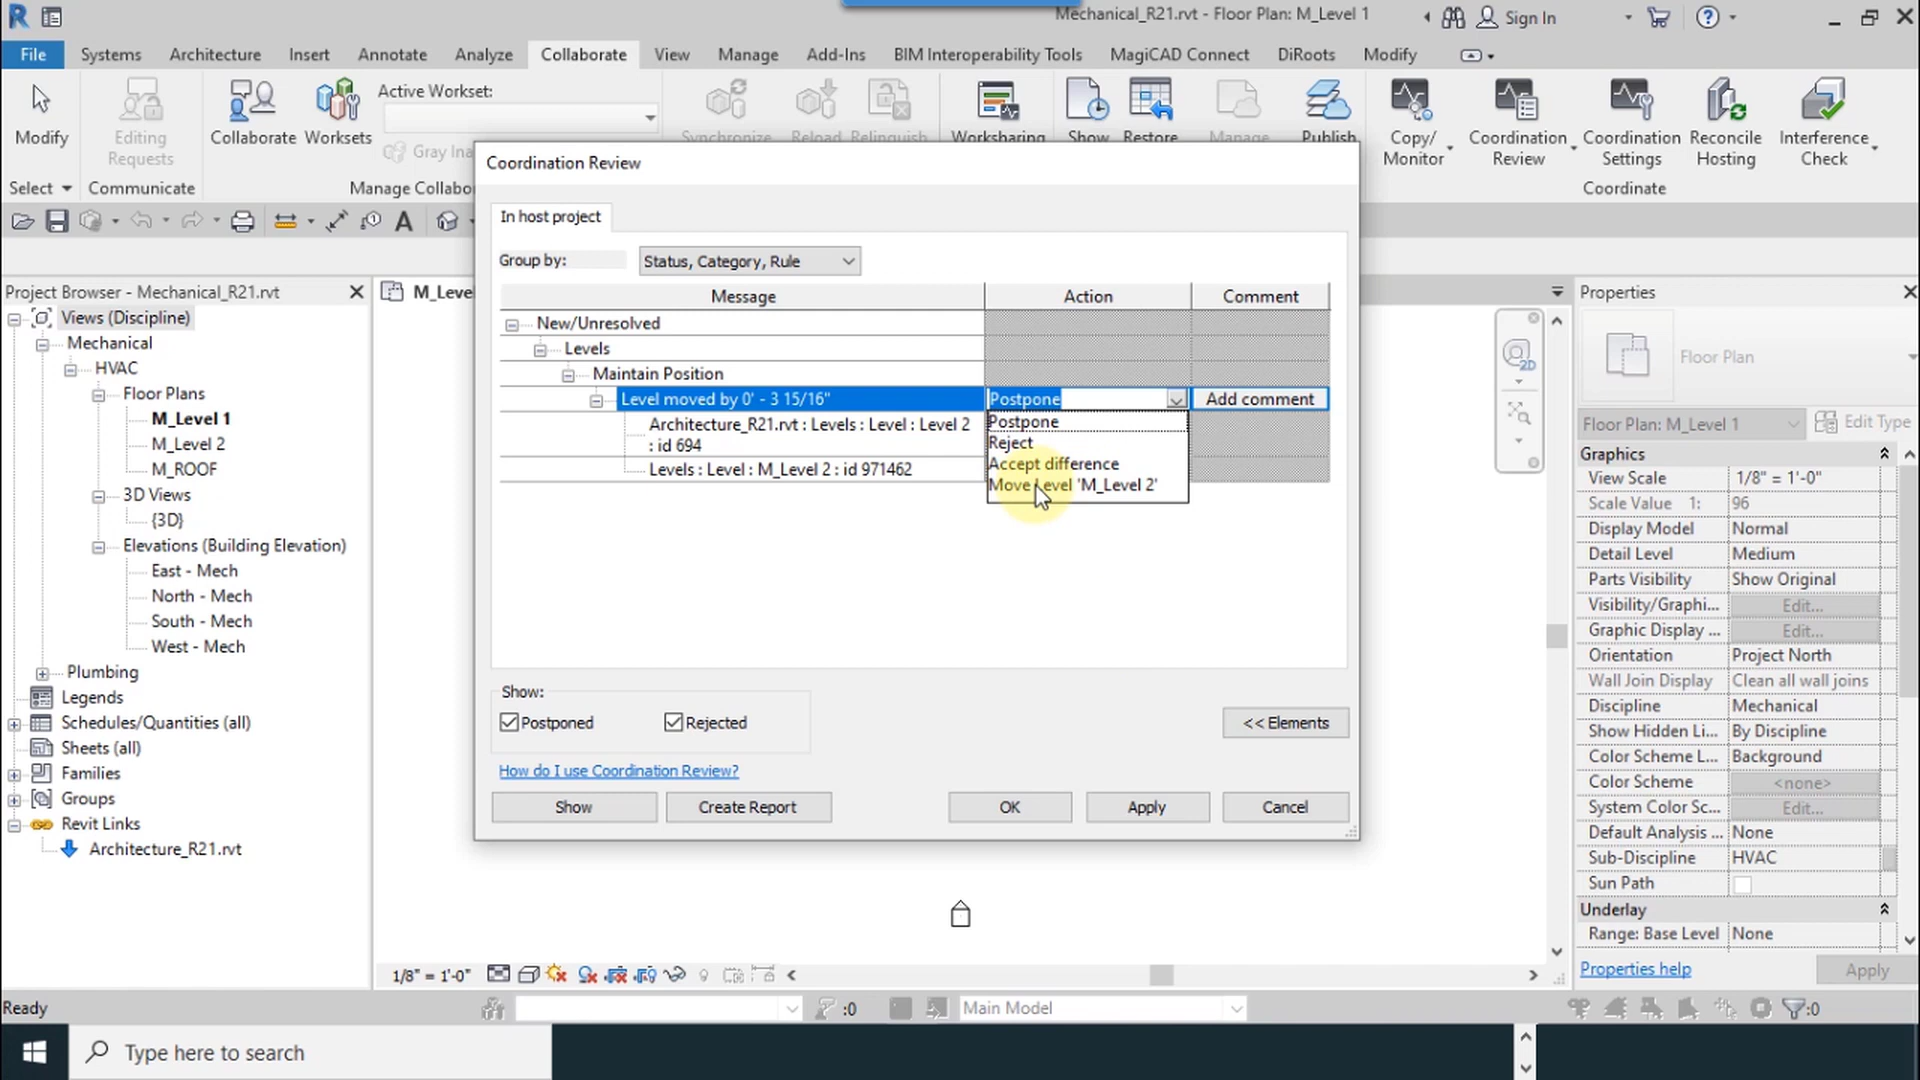 Mechanical_R21.rvt - Floor Plan: M_Level 1
Sign In
File
Systems
Architecture
Insert
Annotate
Analyze
Collaborate
View
Manage
Add-Ins
BIM Interoperability Tools
MagiCAD Connect
DiRoots
Modify
Modify
Editing
Requests
Collaborate
Worksets
Active Workset:
Gray Ina
Synchronize
Reload
Relinquish
Worksharing
Show
Restore
Manage
Publish
Copy/
Monitor
Coordination
Review
Coordination
Settings
Reconcile
Hosting
Interference
Check
Select
Communicate
Manage Collabo
Coordinate
Project Browser - Mechanical_R21.rvt
Views (Discipline)
Mechanical
HVAC
Floor Plans
M_Level 1
M_Level 2
M_ROOF
3D Views
{3D}
Elevations (Building Elevation)
East - Mech
North - Mech
South - Mech
West - Mech
Plumbing
Legends
Schedules/Quantities (all)
Sheets (all)
Families
Groups
Revit Links
Architecture_R21.rvt
M_Leve
Coordination Review
In host project
Group by:
Status, Category, Rule
Message
Action
Comment
New/Unresolved
Levels
Maintain Position
Level moved by 0' - 3 15/16"
Postpone
Add comment
Architecture_R21.rvt : Levels : Level : Level 2
: id 694
Levels : Level : M_Level 2 : id 971462
Postpone
Reject
Accept difference
Move Level 'M_Level 2'
Show:
Postponed
Rejected
<< Elements
How do I use Coordination Review?
Show
Create Report
OK
Apply
Cancel
2D
Properties
Floor Plan
Floor Plan: M_Level 1
Edit Type
Graphics
View Scale 1/8" = 1'-0"
Scale Value 1: 96
Display Model Normal
Detail Level Medium
Parts Visibility Show Original
Visibility/Graphi... Edit...
Graphic Display ... Edit...
Orientation Project North
Wall Join Display Clean all wall joins
Discipline Mechanical
Show Hidden Li... By Discipline
Color Scheme L... Background
Color Scheme <none>
System Color Sc... Edit...
Default Analysis ... None
Sub-Discipline HVAC
Sun Path
Underlay
Range: Base Level None
Properties help
Apply
1/8" = 1'-0"
Ready
:0
Main Model
:0
Type here to search